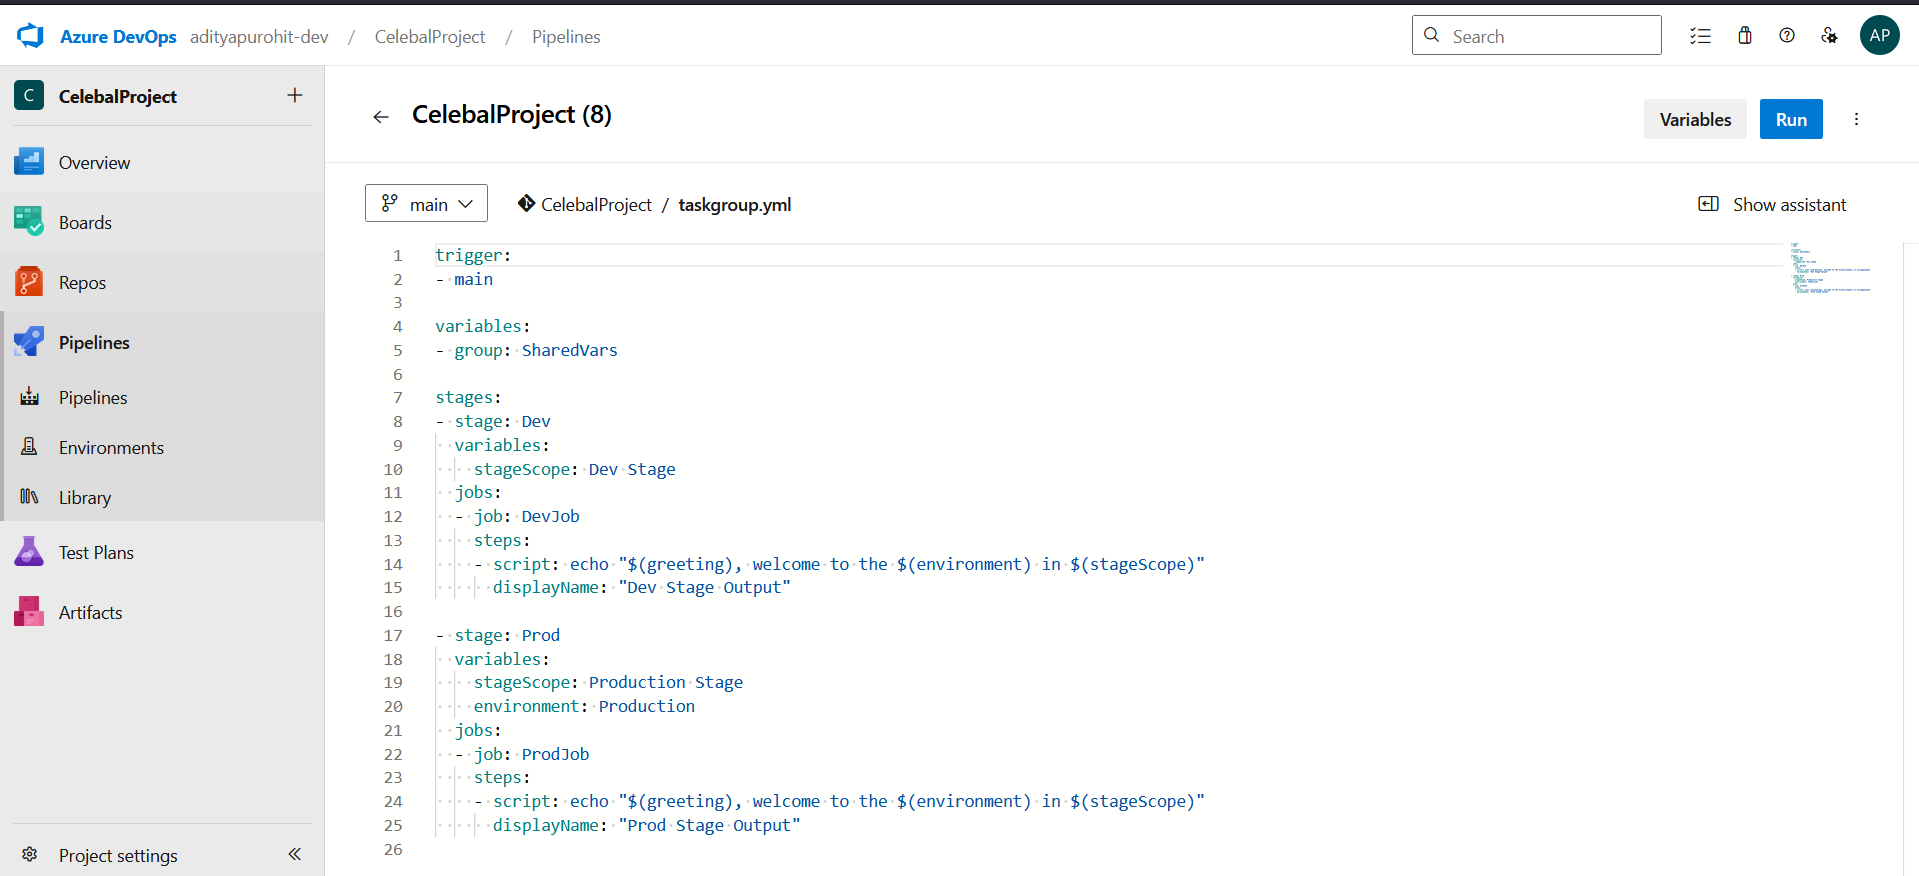 Azure DevOps adityapurohit-dev / CelebalProject / Pipelines
Search
AP
C CelebalProject
Overview
Boards
Repos
Pipelines
Pipelines
Environments
Library
Test Plans
Artifacts
Project settings
CelebalProject (8)
Variables Run
main CelebalProject / taskgroup.yml Show assistant
1 trigger:
2 - main
3
4 variables:
5 - group: SharedVars
6
7 stages:
8 - stage: Dev
9   variables:
10     stageScope: Dev Stage
11   jobs:
12   - job: DevJob
13     steps:
14     - script: echo "$(greeting), welcome to the $(environment) in $(stageScope)"
15       displayName: "Dev Stage Output"
16
17 - stage: Prod
18   variables:
19     stageScope: Production Stage
20     environment: Production
21   jobs:
22   - job: ProdJob
23     steps:
24     - script: echo "$(greeting), welcome to the $(environment) in $(stageScope)"
25       displayName: "Prod Stage Output"
26